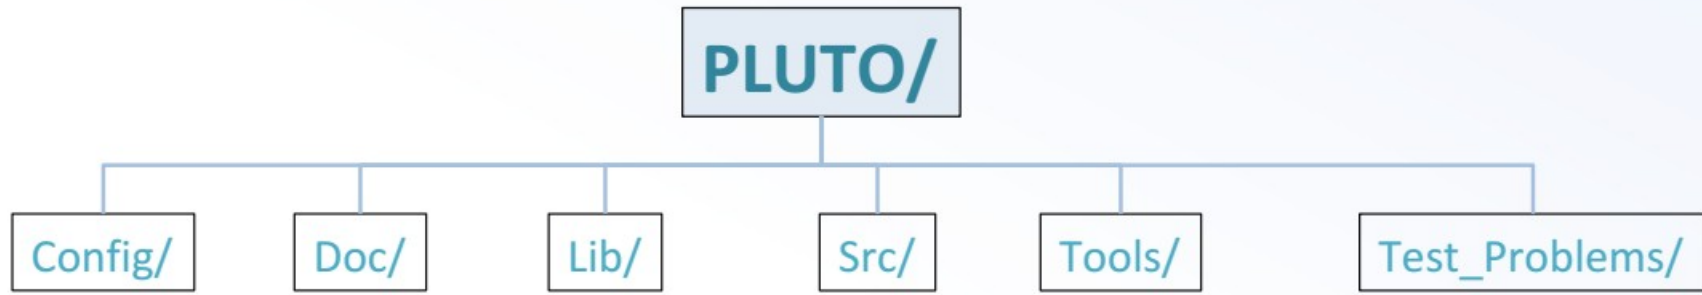 PLUTO/
Config/
Doc/
Lib/
Src/
Tools/
Test_Problems/